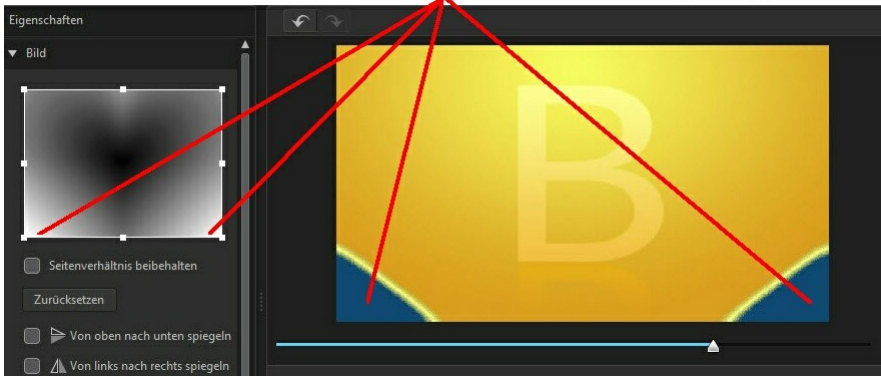 Eigenschaften
Bild
B
Seitenverhältnis beibehalten
Zurücksetzen
Von oben nach unten spiegeln
Von links nach rechts spiegeln